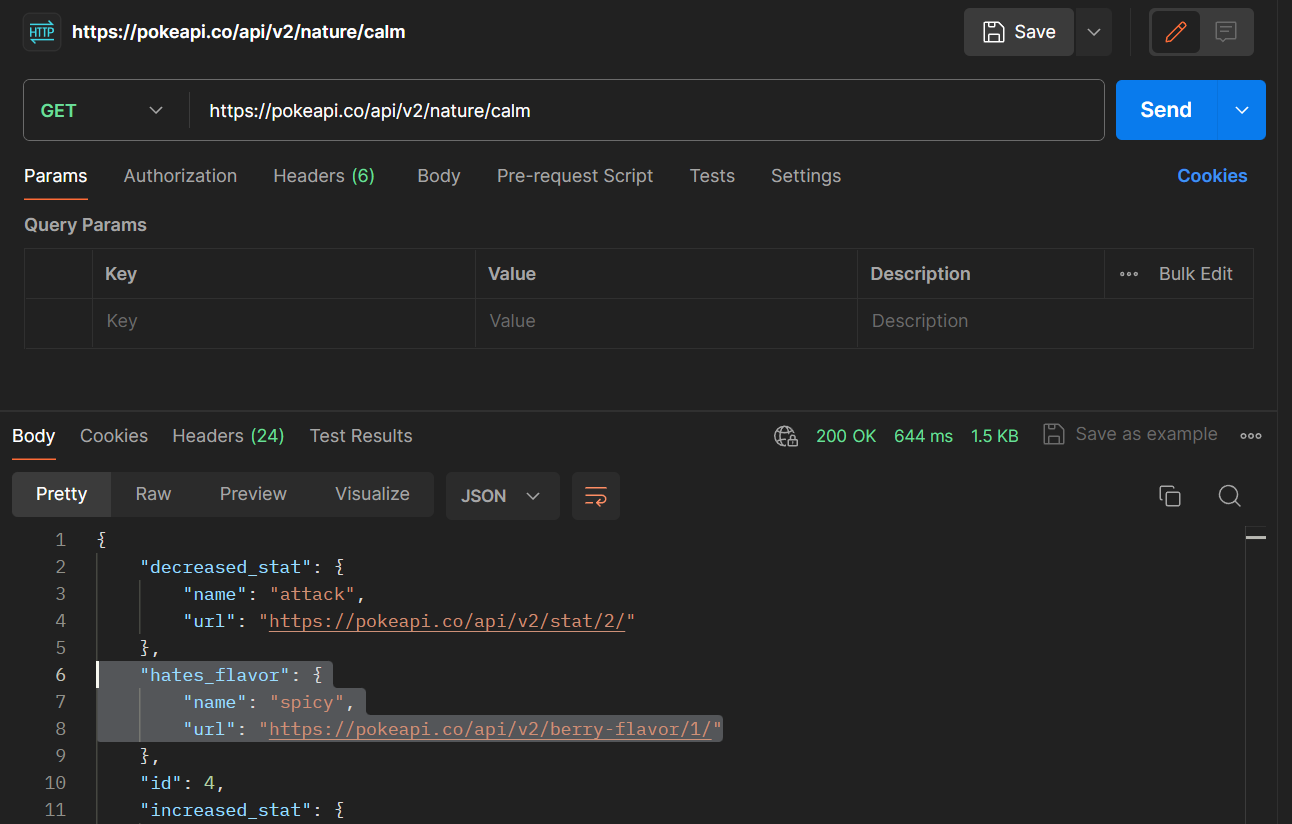 HTTP https://pokeapi.co/api/v2/nature/calm Save
GET https://pokeapi.co/api/v2/nature/calm Send
Params Authorization Headers (6) Body Pre-request Script Tests Settings Cookies
Query Params
Key Value Description Bulk Edit
Key Value Description
Body Cookies Headers (24) Test Results 200 OK 644 ms 1.5 KB Save as example
Pretty Raw Preview Visualize JSON
1 {
2 "decreased_stat": {
3 "name": "attack",
4 "url": "https://pokeapi.co/api/v2/stat/2/"
5 },
6 "hates_flavor": {
7 "name": "spicy",
8 "url": "https://pokeapi.co/api/v2/berry-flavor/1/"
9 },
10 "id": 4,
11 "increased_stat": {